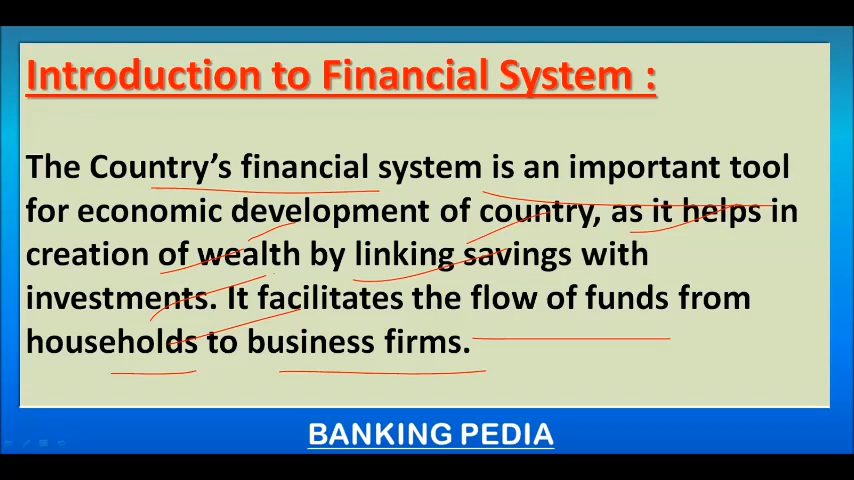 Introduction to Financial System :
The Country's financial system is an important tool
for economic development of country, as it helps in
creation of wealth by linking savings with
investments. It facilitates the flow of funds from
households to business firms.
BANKING PEDIA